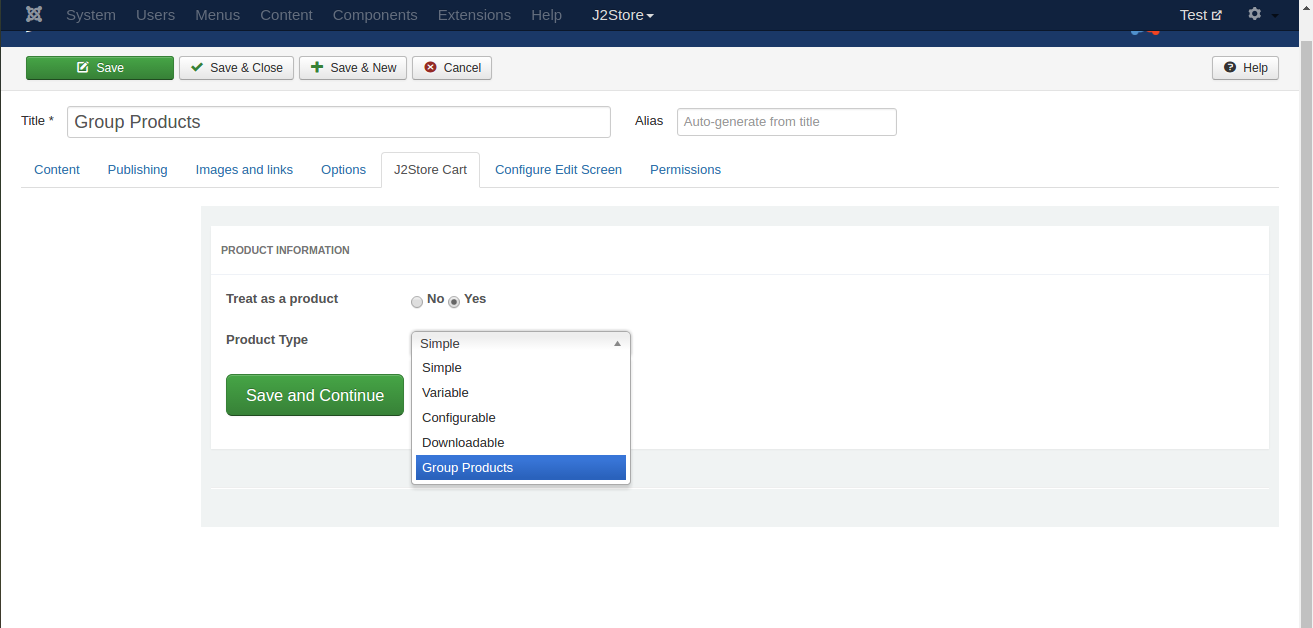 System Users Menus Content Components Extensions Help J2Store Test
Save Save & Close Save & New Cancel Help
Title * Group Products Alias Auto-generate from title
Content Publishing Images and links Options J2Store Cart Configure Edit Screen Permissions
PRODUCT INFORMATION
Treat as a product No Yes
Product Type Simple
Simple
Variable
Save and Continue
Configurable
Downloadable
Group Products